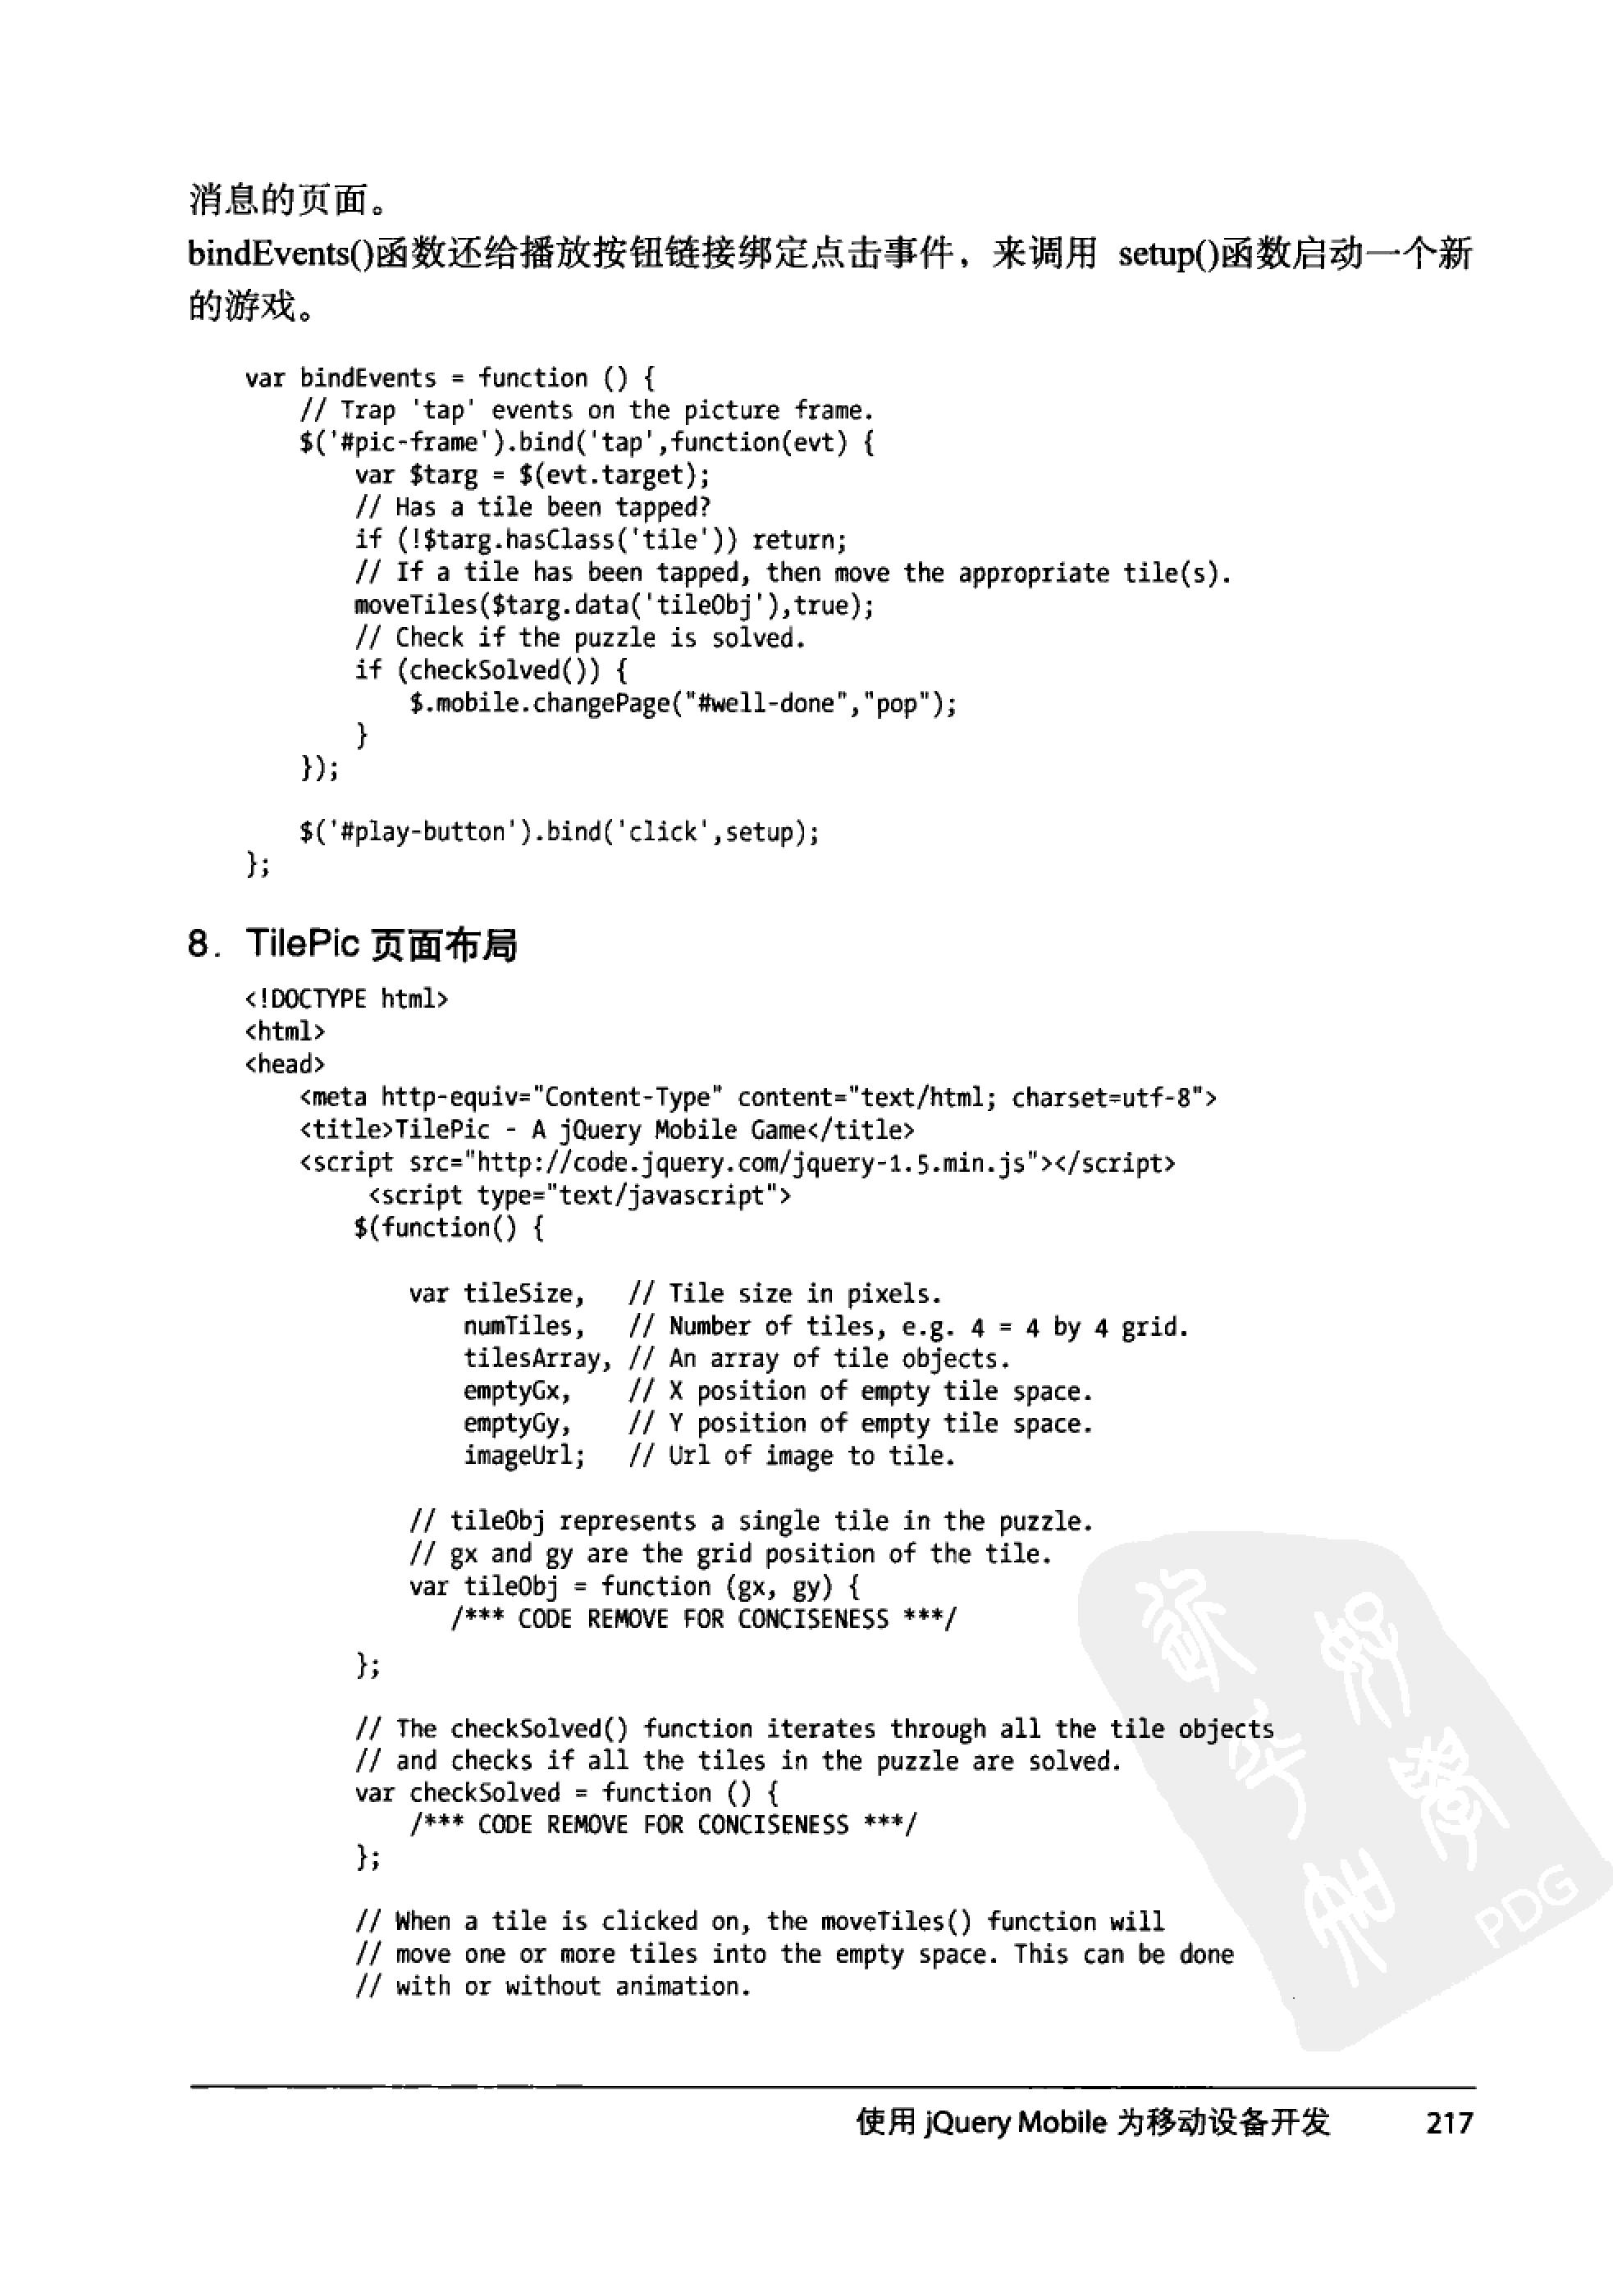 消息的页面。
bindEvents()函数还给播放按钮链接绑定点击事件，来调用 setup()函数启动一个新
的游戏。
var bindEvents = function () {
    // Trap 'tap' events on the picture frame.
    $('#pic-frame').bind('tap',function(evt) {
        var $targ = $(evt.target);
        // Has a tile been tapped?
        if (!$targ.hasClass('tile')) return;
        // If a tile has been tapped, then move the appropriate tile(s).
        moveTiles($targ.data('tileObj'),true);
        // Check if the puzzle is solved.
        if (checkSolved()) {
            $.mobile.changePage("#well-done","pop");
        }
    });
    $('#play-button').bind('click',setup);
};
8. TilePic 页面布局
<!DOCTYPE html>
<html>
<head>
    <meta http-equiv="Content-Type" content="text/html; charset=utf-8">
    <title>TilePic - A jQuery Mobile Game</title>
    <script src="http://code.jquery.com/jquery-1.5.min.js"></script>
         <script type="text/javascript">
        $(function() {
            var tileSize,   // Tile size in pixels.
                numTiles,   // Number of tiles, e.g. 4 = 4 by 4 grid.
                tilesArray, // An array of tile objects.
                emptyGx,    // X position of empty tile space.
                emptyGy,    // Y position of empty tile space.
                imageUrl;   // Url of image to tile.
            // tileObj represents a single tile in the puzzle.
            // gx and gy are the grid position of the tile.
            var tileObj = function (gx, gy) {
               /*** CODE REMOVE FOR CONCISENESS ***/
        };
        // The checkSolved() function iterates through all the tile objects
        // and checks if all the tiles in the puzzle are solved.
        var checkSolved = function () {
            /*** CODE REMOVE FOR CONCISENESS ***/
        };
        // When a tile is clicked on, the moveTiles() function will
        // move one or more tiles into the empty space. This can be done
        // with or without animation.
PDG
使用 jQuery Mobile 为移动设备开发 217